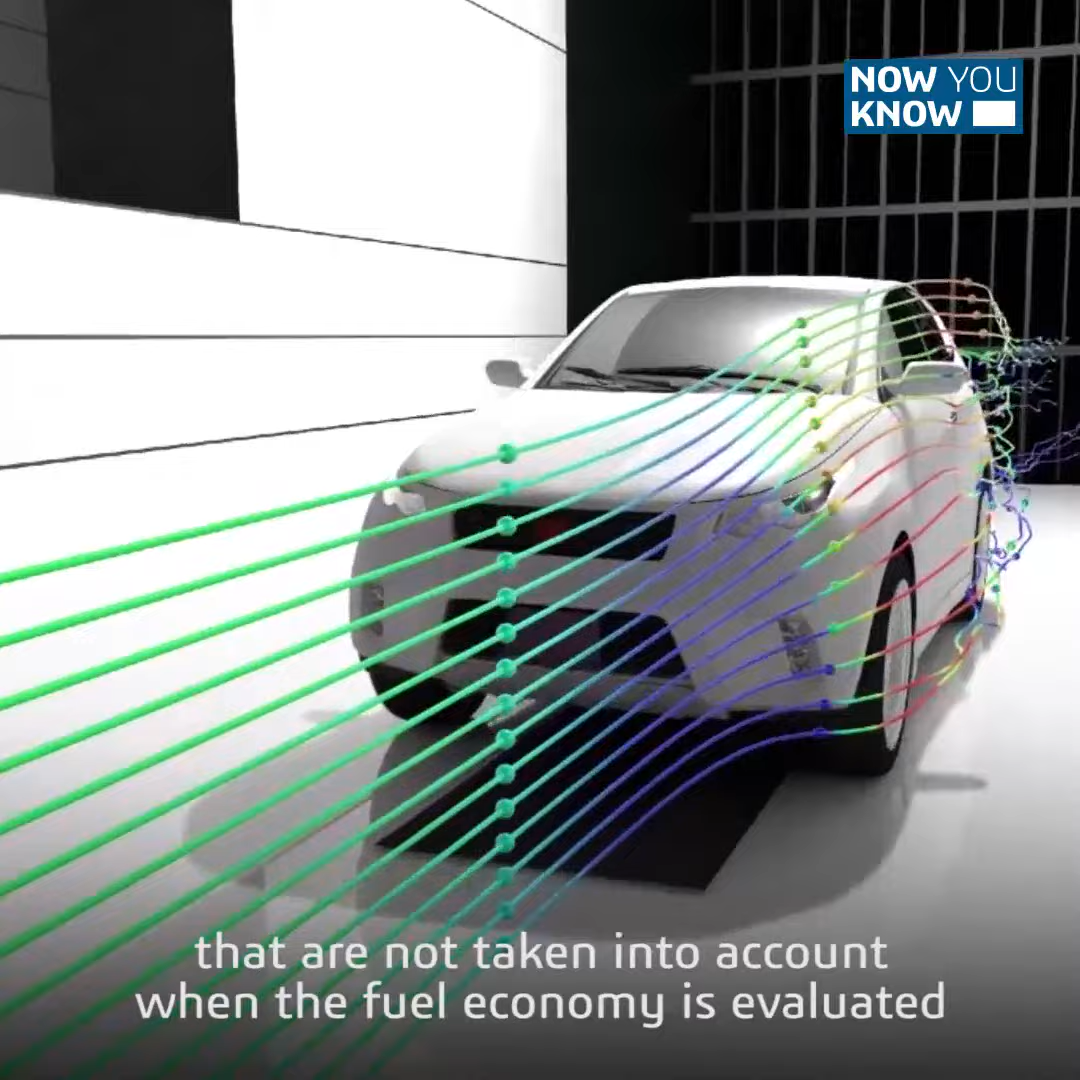 NOW YOU
KNOW
that are not taken into account
when the fuel economy is evaluated